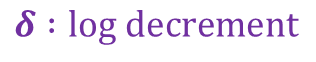 δ : log decrement